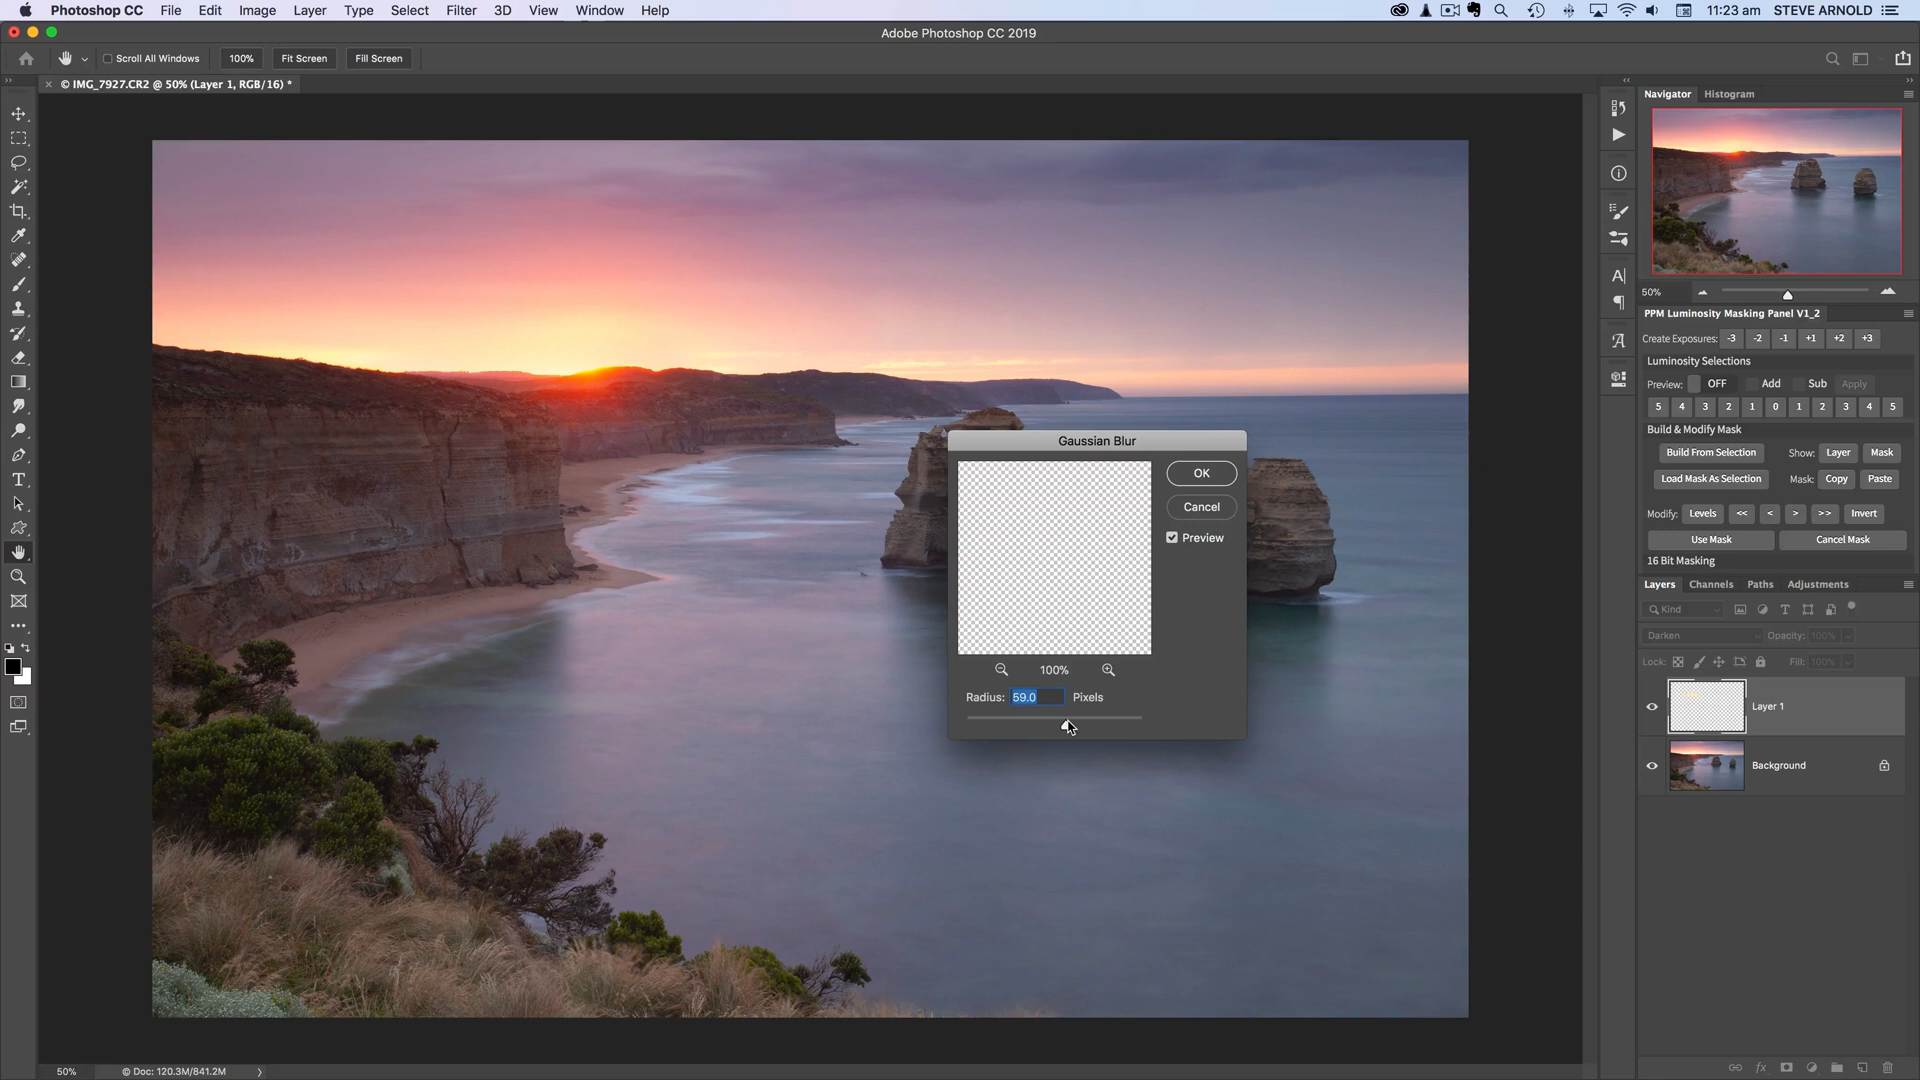 Photoshop CC File Edit Image Layer Type Select Filter 3D View Window Help 11:23 am STEVE ARNOLD
Adobe Photoshop CC 2019
Scroll All Windows 100% Fit Screen Fill Screen
× © IMG_7927.CR2 @ 50% (Layer 1, RGB/16) *
Navigator Histogram
50%
PPM Luminosity Masking Panel V1_2
Create Exposures: -3 -2 -1 +1 +2 +3
Luminosity Selections
Preview: OFF Add Sub Apply
5 4 3 2 1 0 1 2 3 4 5
Build & Modify Mask
Build From Selection Show: Layer Mask
Load Mask As Selection Mask: Copy Paste
Modify: Levels << < > >> Invert
Use Mask Cancel Mask
16 Bit Masking
Layers Channels Paths Adjustments
Kind
Darken Opacity: 100%
Lock: Fill: 100%
Layer 1
Background
Gaussian Blur
OK
Cancel
Preview
100%
Radius: 59.0 Pixels
50% © Doc: 120.3M/841.2M >